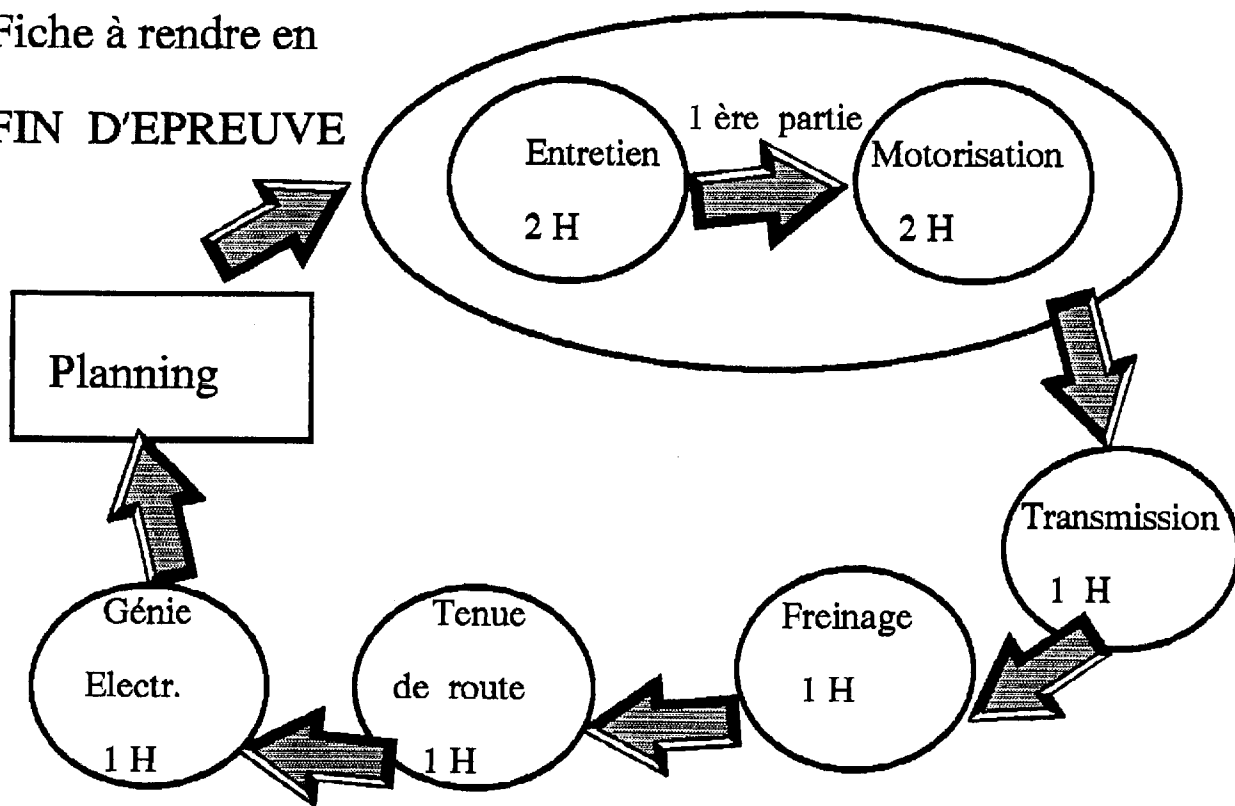 Fiche à rendre en
FIN D'EPREUVE
1 ère partie
Entretien
2 H
Motorisation
2 H
Planning
Transmission
1 H
Freinage
1 H
Tenue
de route
1 H
Génie
Electr.
1 H